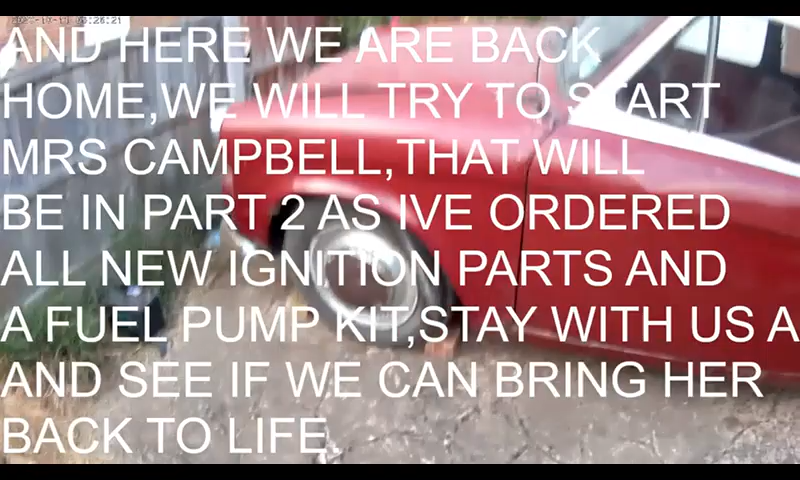 AND HERE WE ARE BACK
HOME,WE WILL TRY TO START
MRS CAMPBELL,THAT WILL
BE IN PART 2 AS IVE ORDERED
ALL NEW IGNITION PARTS AND
A FUEL PUMP KIT,STAY WITH US A
AND SEE IF WE CAN BRING HER
BACK TO LIFE.